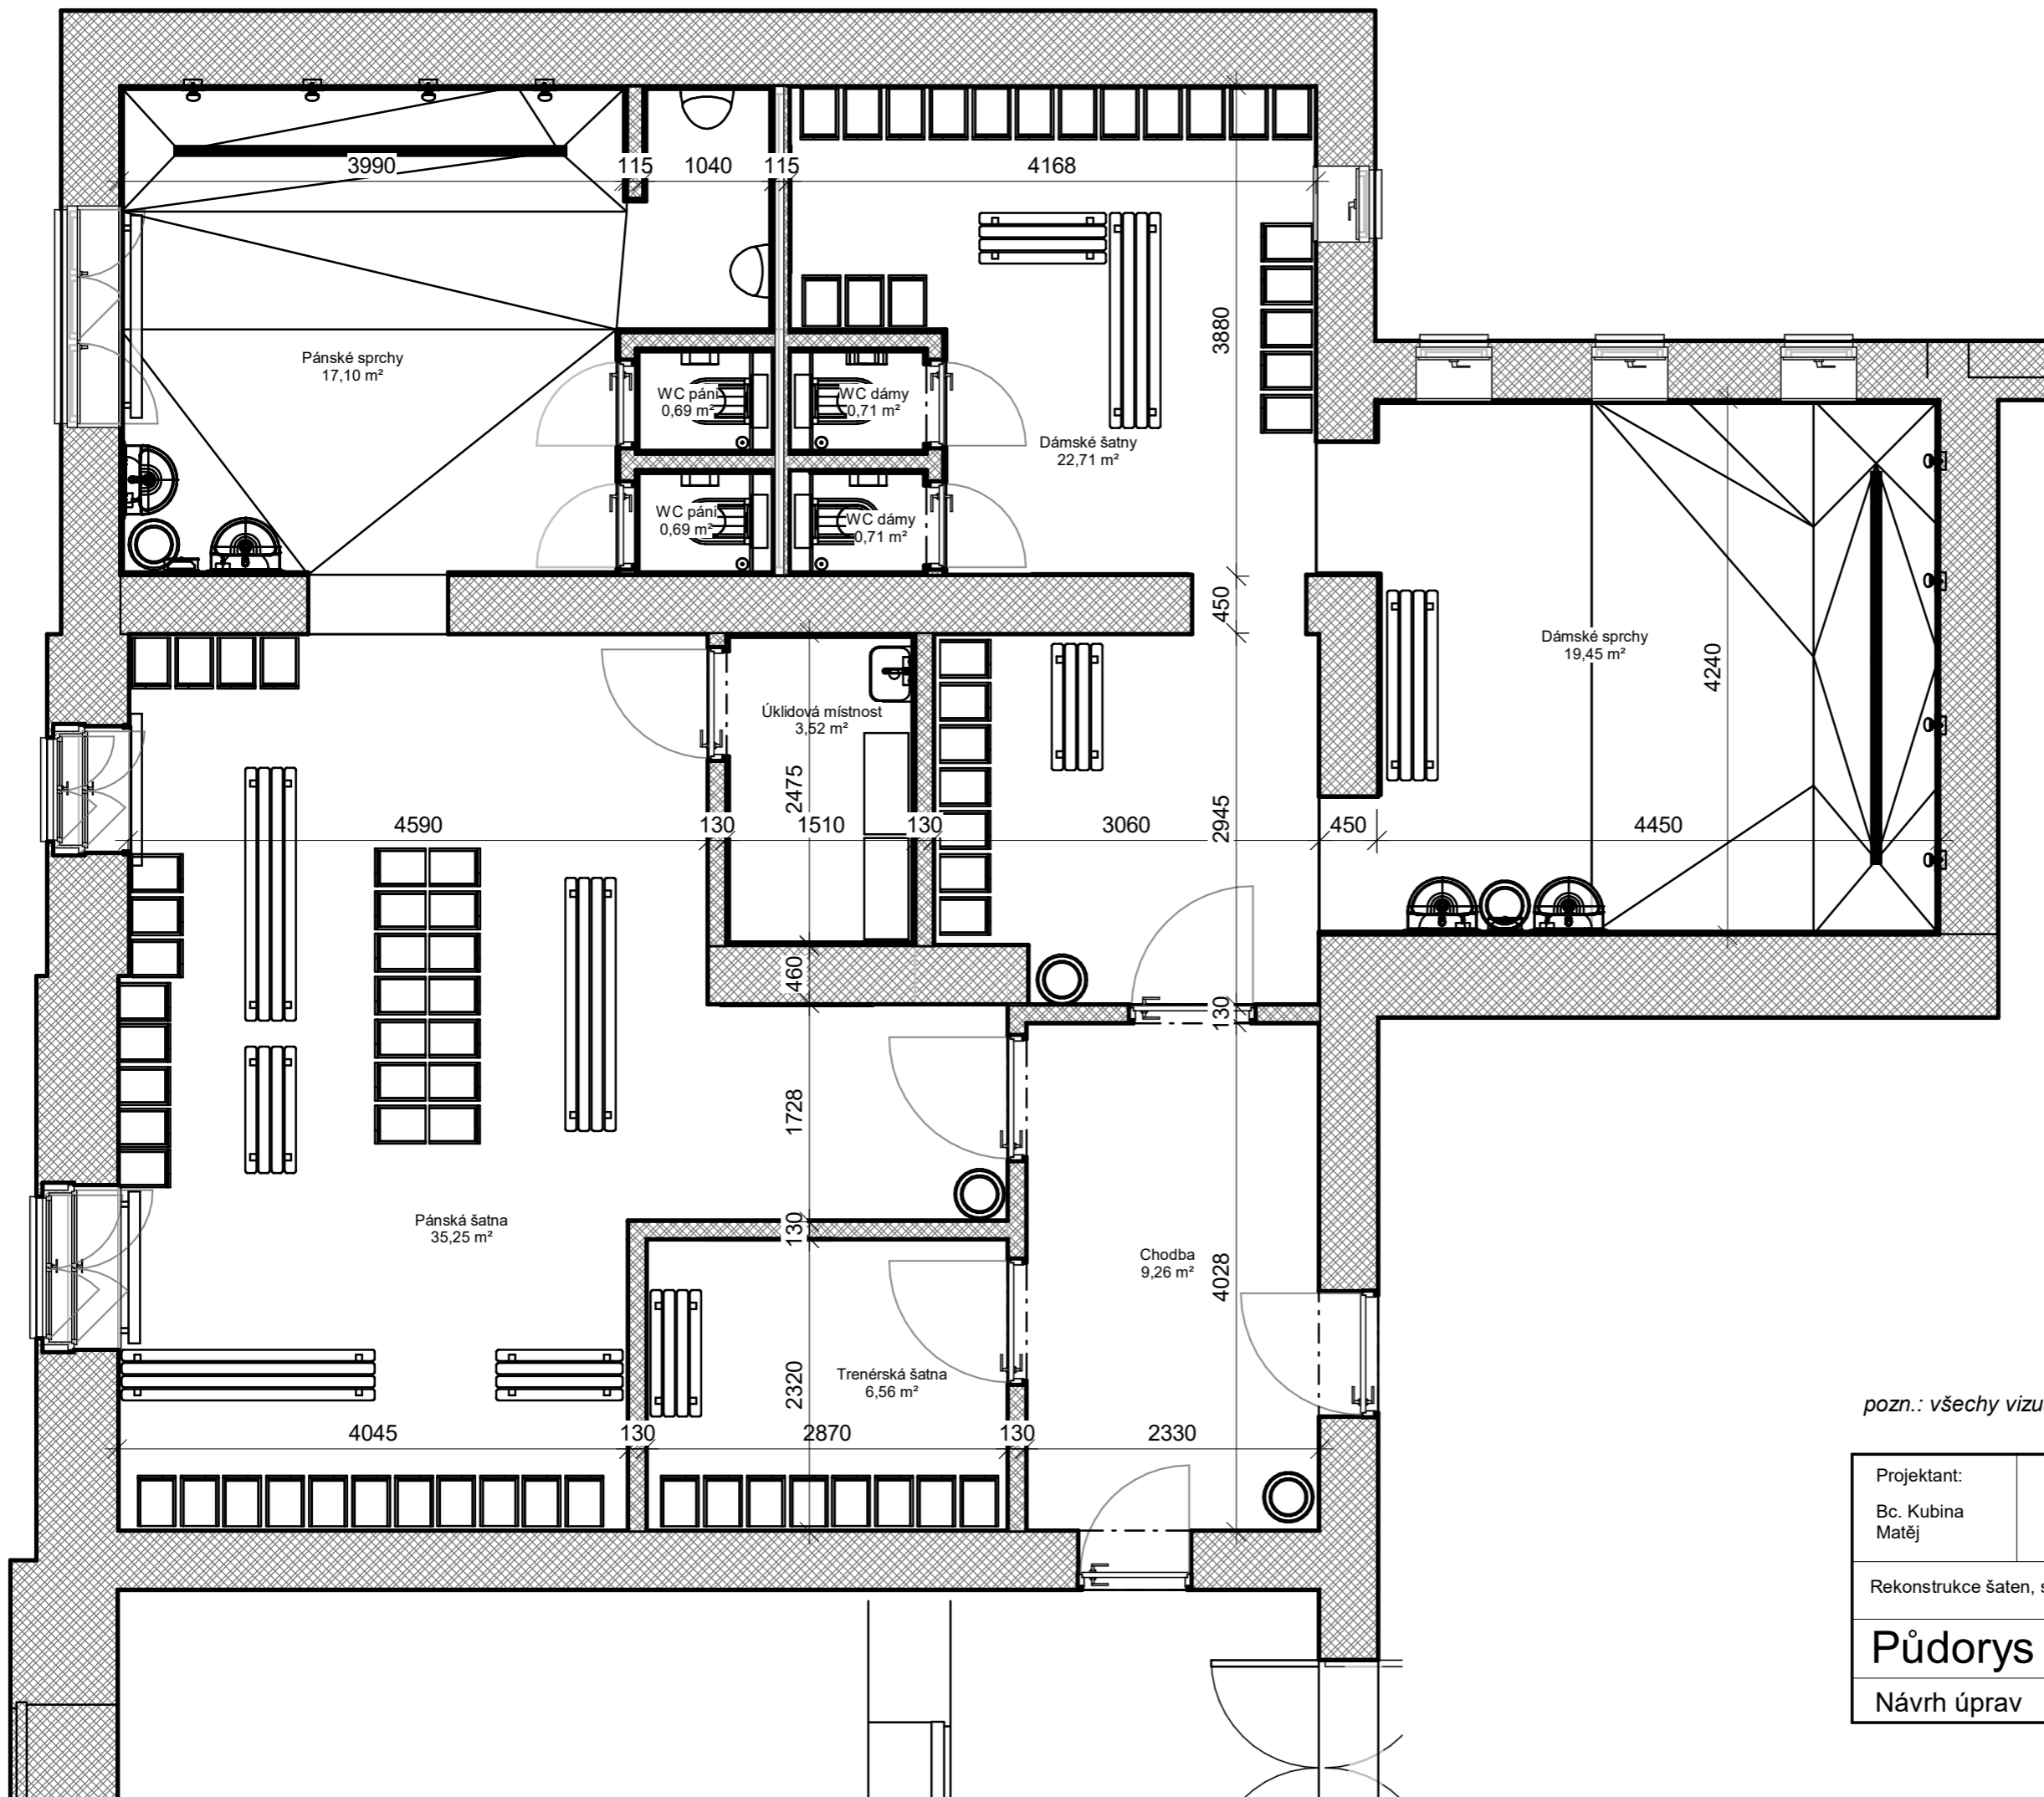 3990
115
1040
115
4168
Pánské sprchy
17,10 m²
WC páni
0,69 m²
WC dámy
0,71 m²
3880
Dámské šatny
22,71 m²
WC páni
0,69 m²
WC dámy
0,71 m²
450
Dámské sprchy
19,45 m²
4240
Úklidová místnost
3,52 m²
2475
2945
4590
130
1510
130
3060
450
4450
460
130
1728
130
Pánská šatna
35,25 m²
Chodba
9,26 m²
4028
Trenérská šatna
6,56 m²
2320
4045
130
2870
130
2330
pozn.: všechy vizu
Projektant:
Bc. Kubina
Matěj
Rekonstrukce šaten, s
Půdorys
Návrh úprav